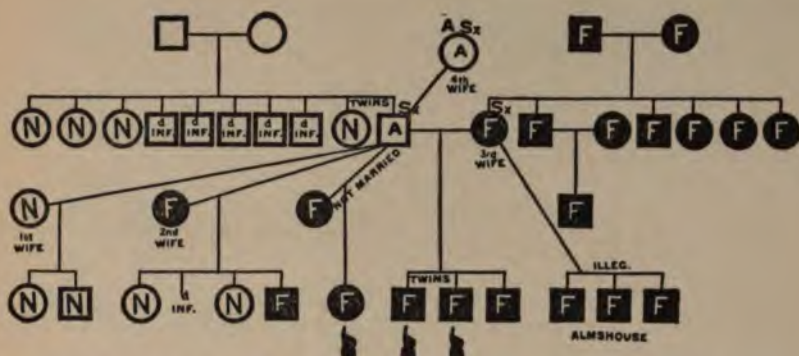 A Sx
A
4th
WIFE
F F
TWINS Sx Sx
N N N d INF. d INF. d INF. d INF. d INF. N A F F F F F F F
3rd
WIFE
NOT MARRIED
N F F F
1st
WIFE
2nd
WIFE
TWINS ILLEG.
N N N d INF. N F F F F F F F F
ALMSHOUSE